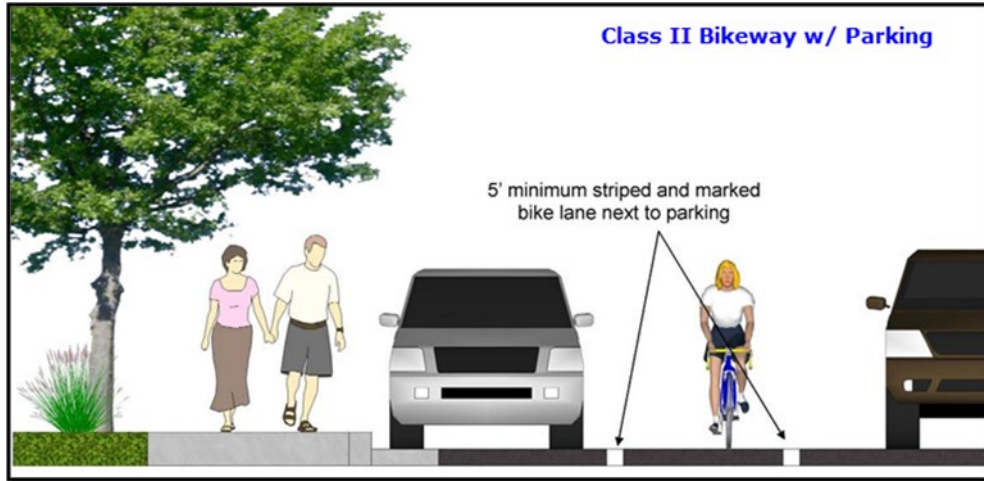 Class II Bikeway w/ Parking
5' minimum striped and marked
bike lane next to parking